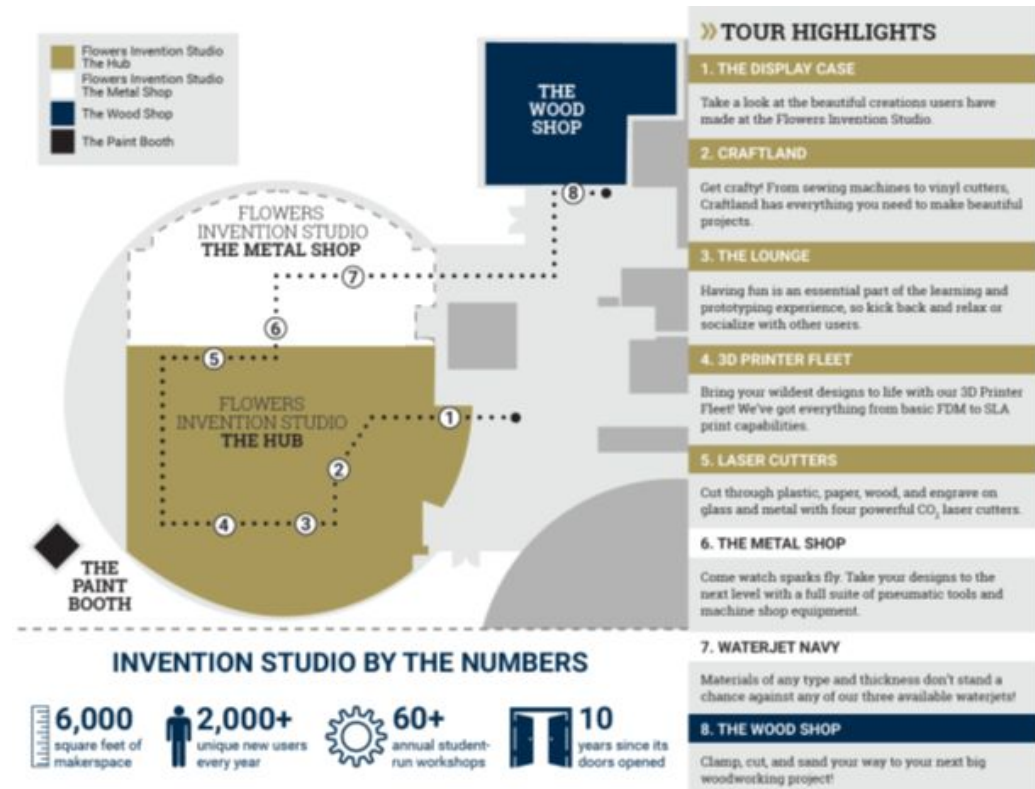 Flowers Invention Studio
The Hub
Flowers Invention Studio
The Metal Shop
The Wood Shop
The Paint Booth
THE
WOOD
SHOP
8
FLOWERS
INVENTION STUDIO
THE METAL SHOP
7
6
5
FLOWERS
INVENTION STUDIO
THE HUB
1
2
4
3
THE
PAINT
BOOTH
INVENTION STUDIO BY THE NUMBERS
6,000
square feet of
makerspace
2,000+
unique new users
every year
60+
annual student-
run workshops
10
years since its
doors opened
» TOUR HIGHLIGHTS
1. THE DISPLAY CASE
Take a look at the beautiful creations users have
made at the Flowers Invention Studio.
2. CRAFTLAND
Get crafty! From sewing machines to vinyl cutters,
Craftland has everything you need to make beautiful
projects.
3. THE LOUNGE
Having fun is an essential part of the learning and
prototyping experience, so kick back and relax or
socialize with other users.
4. 3D PRINTER FLEET
Bring your wildest designs to life with our 3D Printer
Fleet! We've got everything from basic FDM to SLA
print capabilities.
5. LASER CUTTERS
Cut through plastic, paper, wood, and engrave on
glass and metal with four powerful CO₂ laser cutters.
6. THE METAL SHOP
Come watch sparks fly. Take your designs to the
next level with a full suite of pneumatic tools and
machine shop equipment.
7. WATERJET NAVY
Materials of any type and thickness don't stand a
chance against any of our three available waterjets!
8. THE WOOD SHOP
Clamp, cut, and sand your way to your next big
woodworking project!